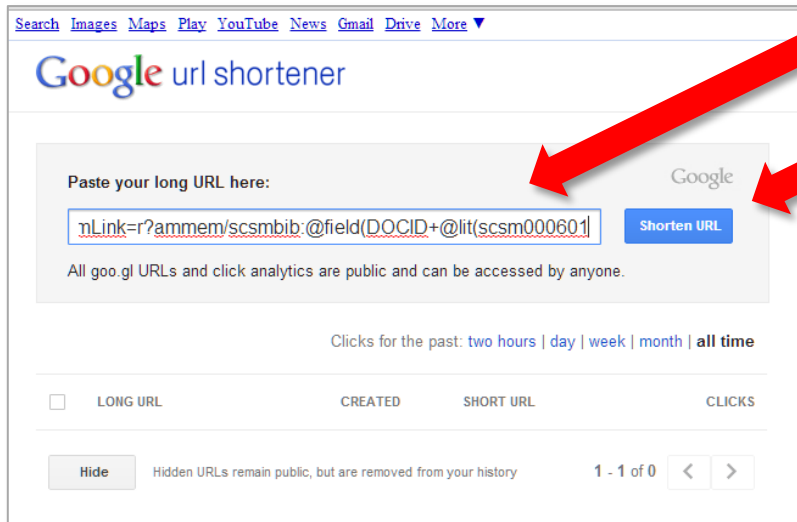 Search Images Maps Play YouTube News Gmail Drive More ▼
Google url shortener
Paste your long URL here:
Google
nLink=r?ammem/scsmbib:@field(DOCID+@lit(scsm000601
Shorten URL
All goo.gl URLs and click analytics are public and can be accessed by anyone.
Clicks for the past: two hours | day | week | month | all time
LONG URL CREATED SHORT URL CLICKS
Hide Hidden URLs remain public, but are removed from your history 1 - 1 of 0 < >